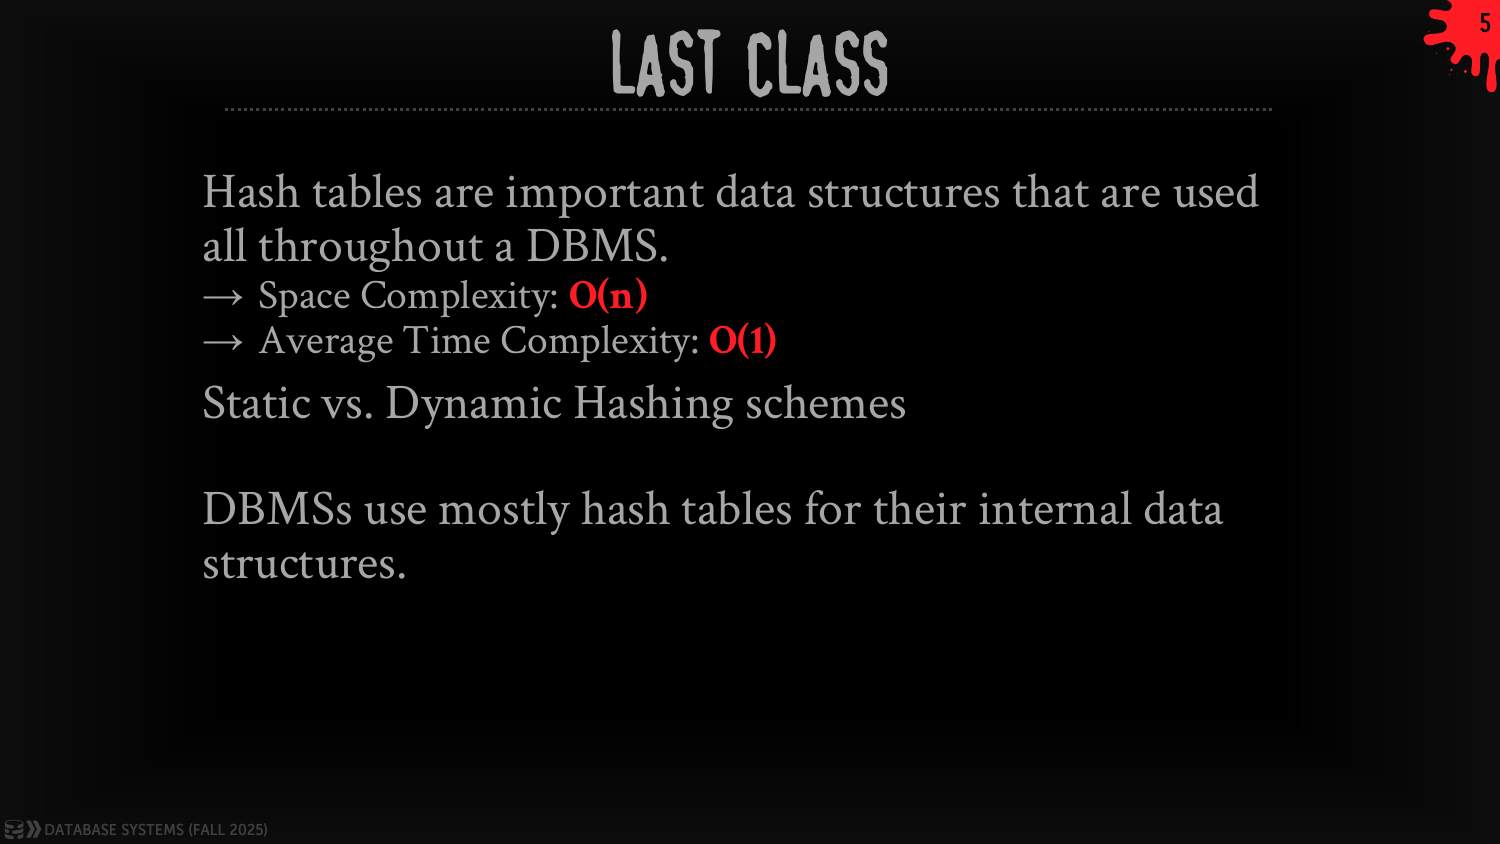 LAST CLASS
5
Hash tables are important data structures that are used
all throughout a DBMS.
→ Space Complexity: O(n)
→ Average Time Complexity: O(1)
Static vs. Dynamic Hashing schemes
DBMSs use mostly hash tables for their internal data
structures.
DATABASE SYSTEMS (FALL 2025)